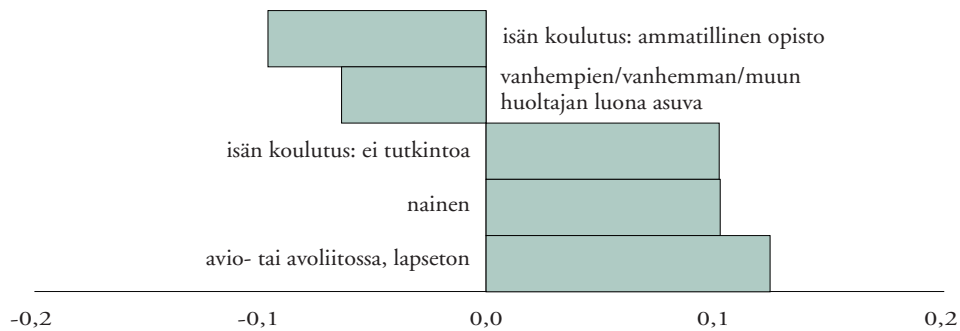 isän koulutus: ammatillinen opisto
vanhempien/vanhemman/muun
huoltajan luona asuva
isän koulutus: ei tutkintoa
nainen
avio- tai avoliitossa, lapseton
-0,2 -0,1 0,0 0,1 0,2